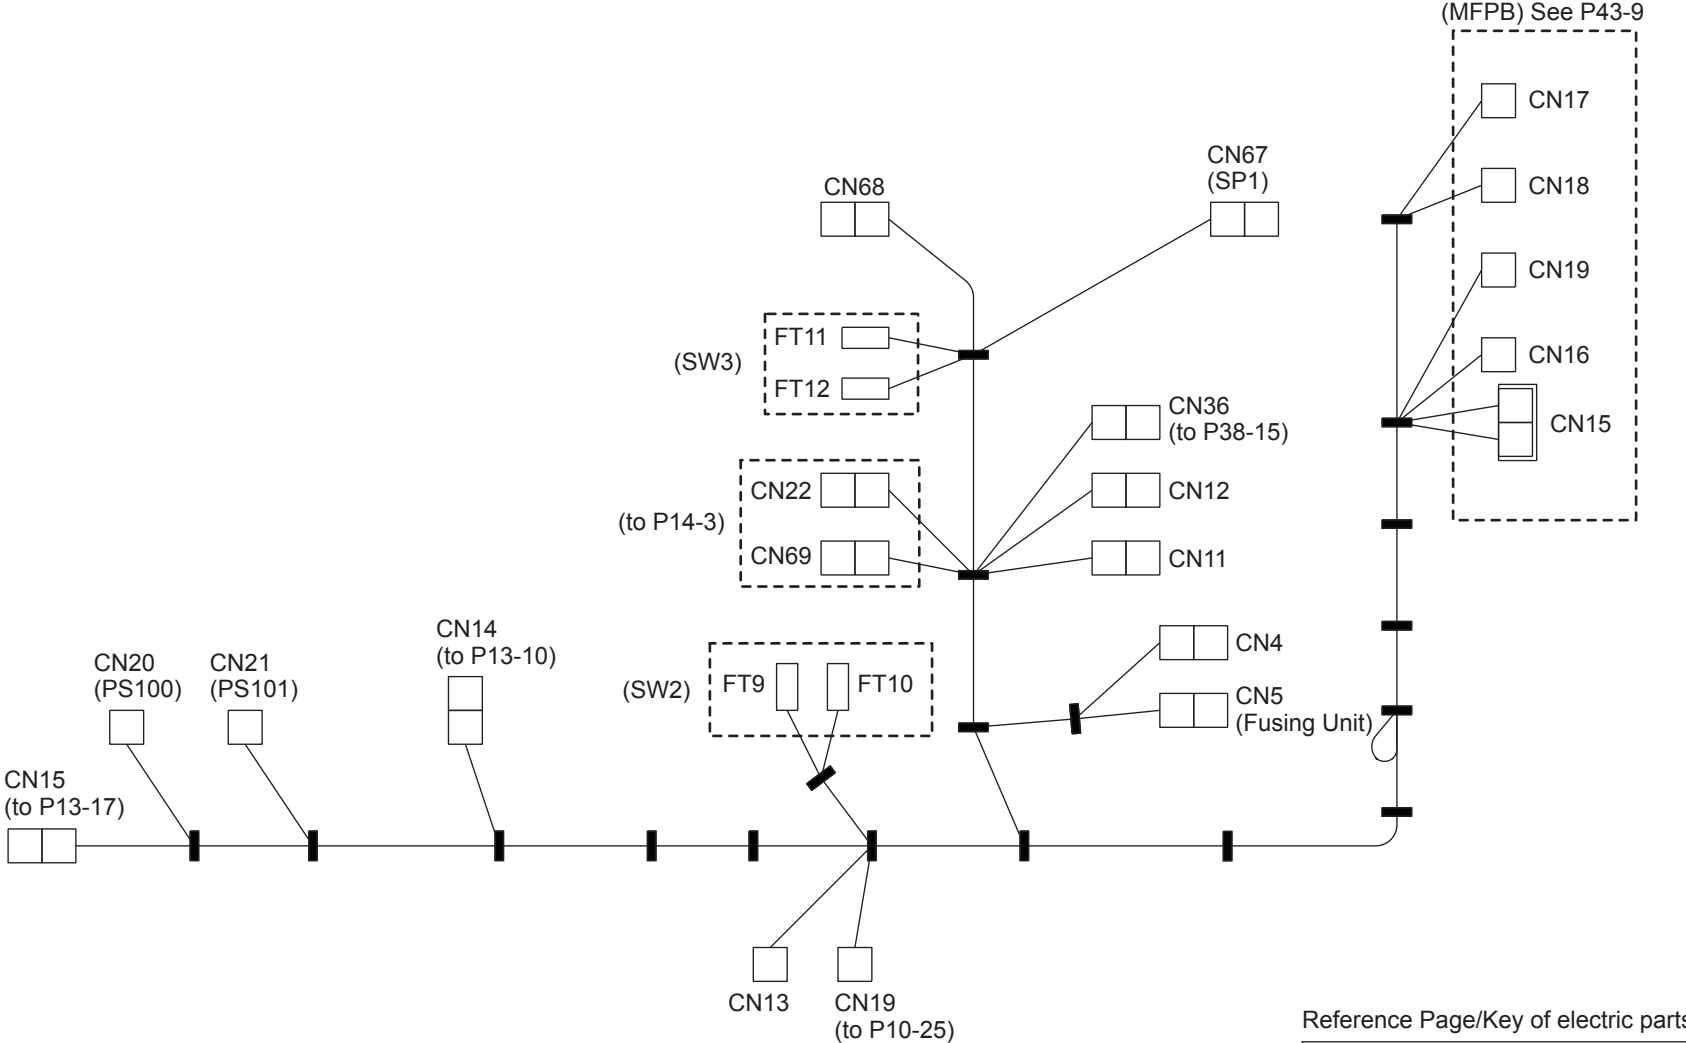 (MFPB) See P43-9
CN17
CN67
(SP1)
CN68
CN18
CN19
FT11
(SW3)
FT12
CN16
CN36
(to P38-15)
CN15
CN22
CN12
(to P14-3)
CN69
CN11
CN14
(to P13-10)
CN4
CN20
(PS100)
CN21
(PS101)
(SW2)
FT9
FT10
CN5
(Fusing Unit)
CN15
(to P13-17)
CN13
CN19
(to P10-25)
Reference Page/Key of electric parts